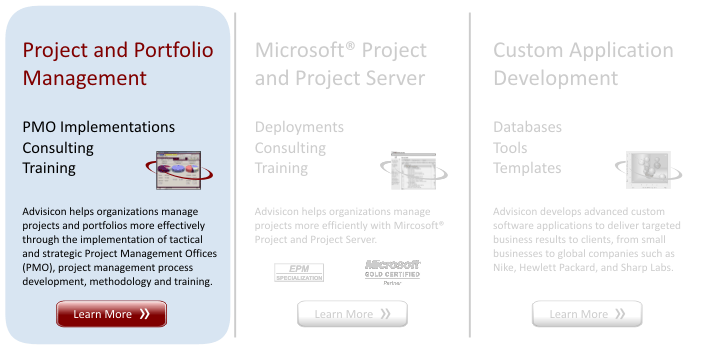 Project and Portfolio
Management
PMO Implementations
Consulting
Training
Advisicon helps organizations manage
projects and portfolios more effectively
through the implementation of tactical
and strategic Project Management Offices
(PMO), project management process
development, methodology and training.
Learn More
Microsoft® Project
and Project Server
Deployments
Consulting
Training
Advisicon helps organizations manage
projects more efficiently with Mircosoft®
Project and Project Server.
EPM
SPECIALIZATION
Microsoft
GOLD CERTIFIED
Partner
Learn More
Custom Application
Development
Databases
Tools
Templates
Advisicon develops advanced custom
software applications to deliver targeted
business results to clients, from small
businesses to global companies such as
Nike, Hewlett Packard, and Sharp Labs.
Learn More